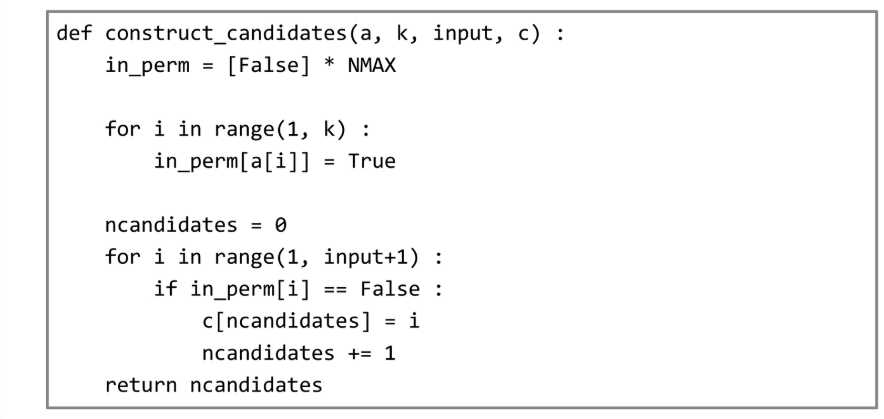 def construct_candidates(a, k, input, c) :
    in_perm = [False] * NMAX

    for i in range(1, k) :
        in_perm[a[i]] = True

    ncandidates = 0
    for i in range(1, input+1) :
        if in_perm[i] == False :
            c[ncandidates] = i
            ncandidates += 1
    return ncandidates